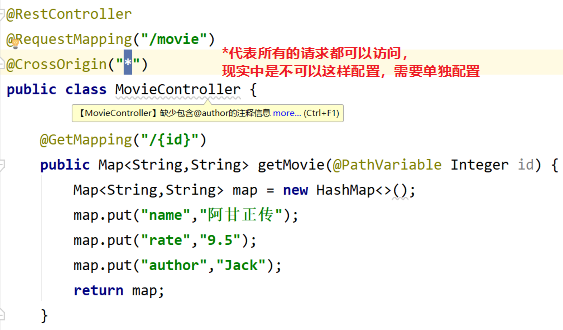 @RestController
@RequestMapping("/movie")
@CrossOrigin("*")
*代表所有的请求都可以访问,
现实中是不可以这样配置，需要单独配置
public class MovieController {
【MovieController】缺少包含@author的注释信息 more... (Ctrl+F1)
@GetMapping("/{id}")
public Map<String,String> getMovie(@PathVariable Integer id) {
Map<String,String> map = new HashMap<>();
map.put("name","阿甘正传");
map.put("rate","9.5");
map.put("author","Jack");
return map;
}